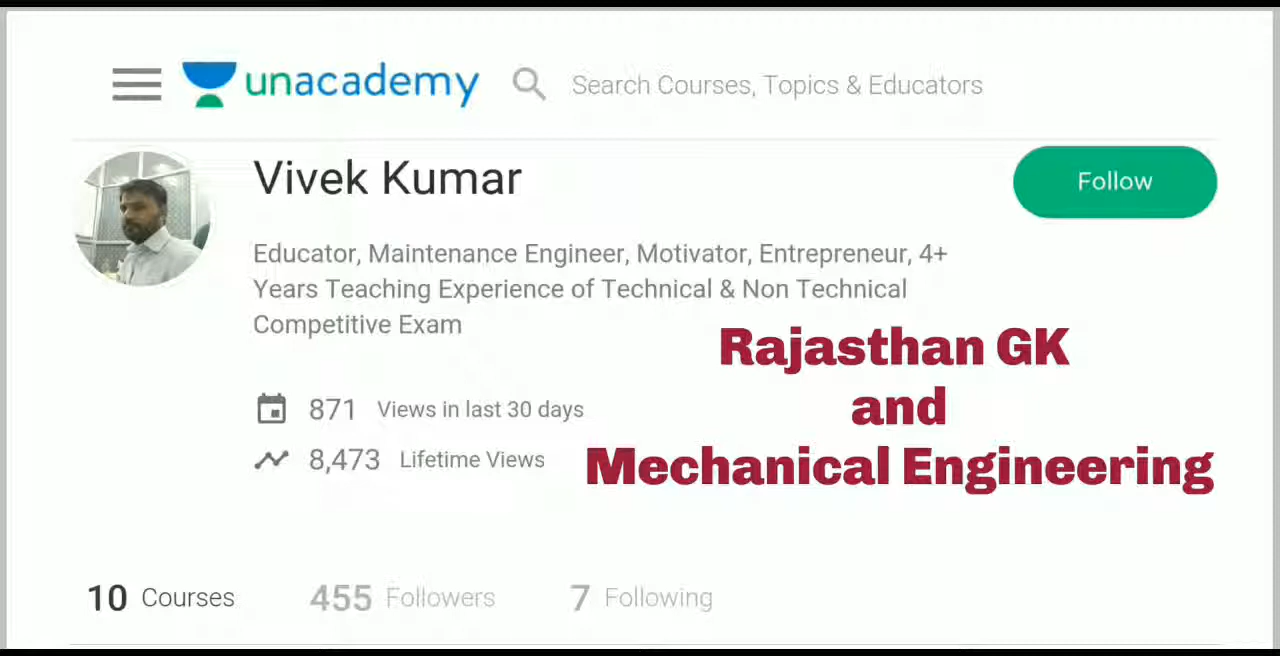 unacademy
Search Courses, Topics & Educators
Vivek Kumar
Follow
Educator, Maintenance Engineer, Motivator, Entrepreneur, 4+
Years Teaching Experience of Technical & Non Technical
Competitive Exam
Rajasthan GK
and
Mechanical Engineering
871 Views in last 30 days
8,473 Lifetime Views
10 Courses 455 Followers 7 Following